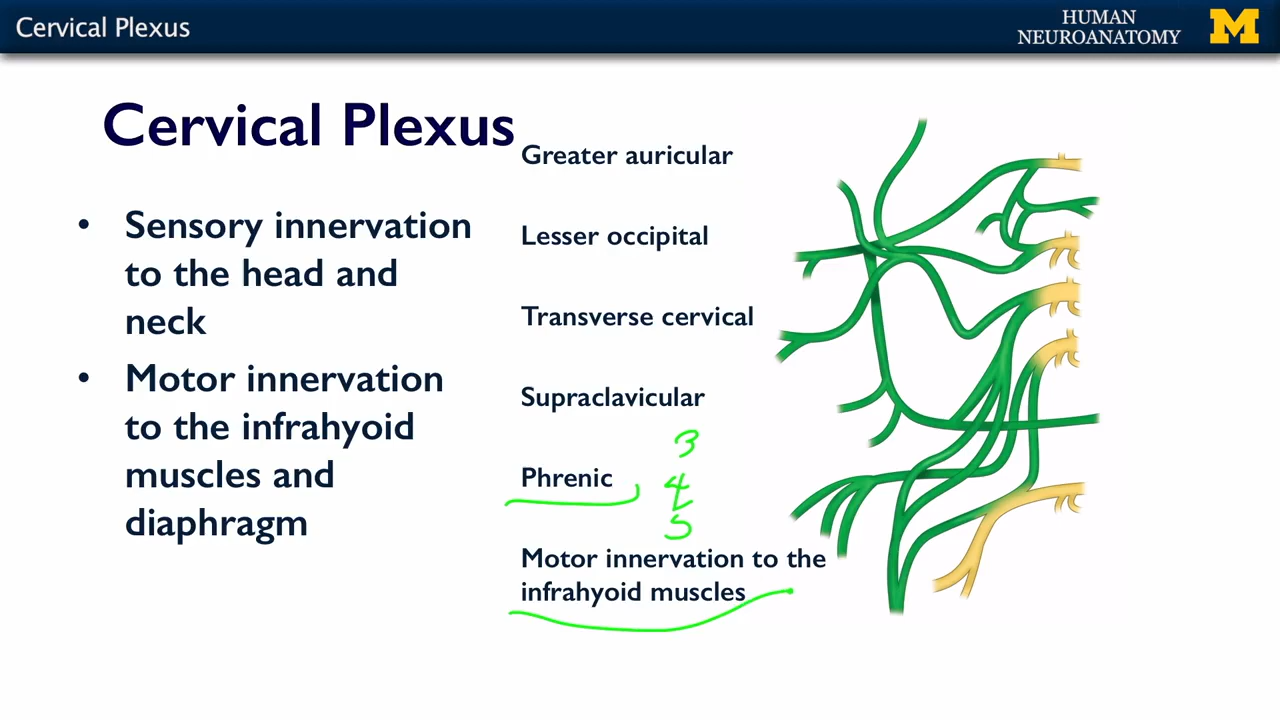 Cervical Plexus
HUMAN
NEUROANATOMY
M
Cervical Plexus
• Sensory innervation
to the head and
neck
• Motor innervation
to the infrahyoid
muscles and
diaphragm
Greater auricular
Lesser occipital
Transverse cervical
Supraclavicular
3
Phrenic
4
5
Motor innervation to the
infrahyoid muscles